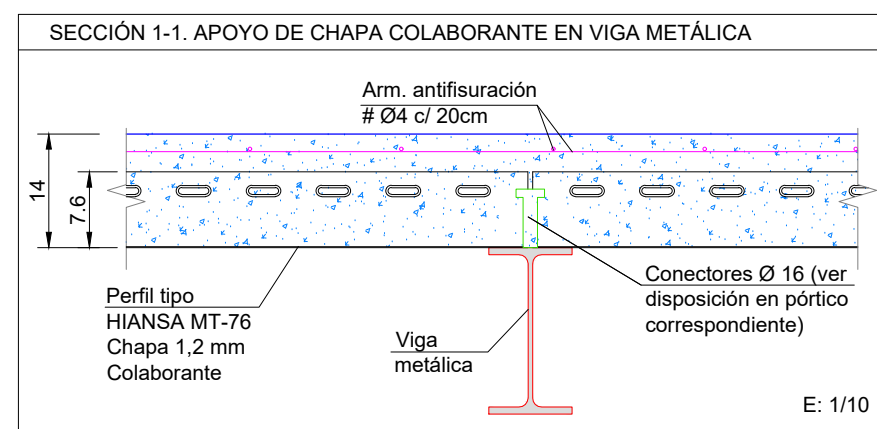 SECCIÓN 1-1. APOYO DE CHAPA COLABORANTE EN VIGA METÁLICA
Arm. antifisuración
# Ø4 c/ 20cm
14
7.6
Perfil tipo
HIANSA MT-76
Chapa 1,2 mm
Colaborante
Viga
metálica
Conectores Ø 16 (ver
disposición en pórtico
correspondiente)
E: 1/10